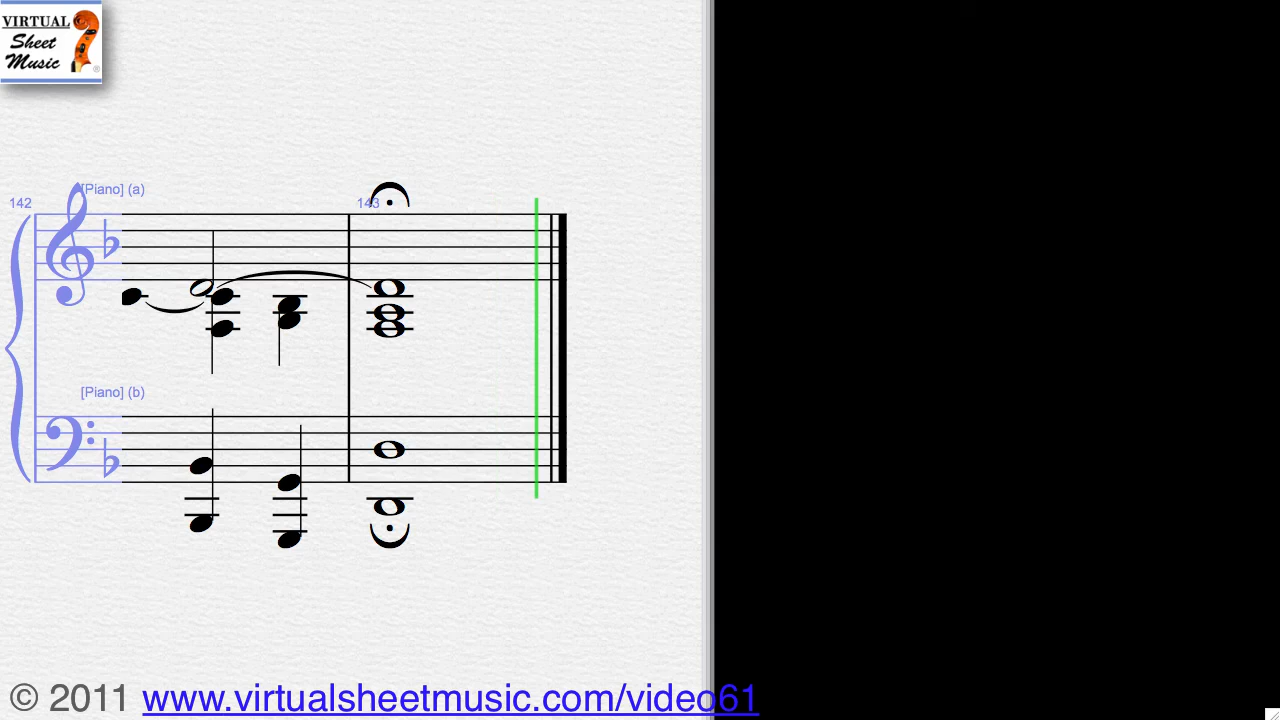 VIRTUAL
Sheet
Music
®
[Piano] (a)
142
143
[Piano] (b)
© 2011 www.virtualsheetmusic.com/video61